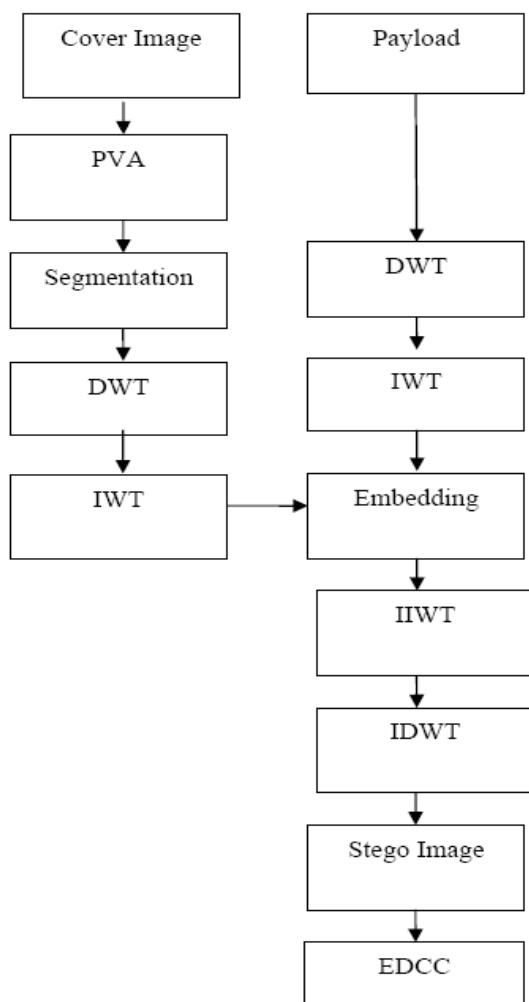 Cover Image
Payload
PVA
Segmentation
DWT
DWT
IWT
IWT
Embedding
IIWT
IDWT
Stego Image
EDCC